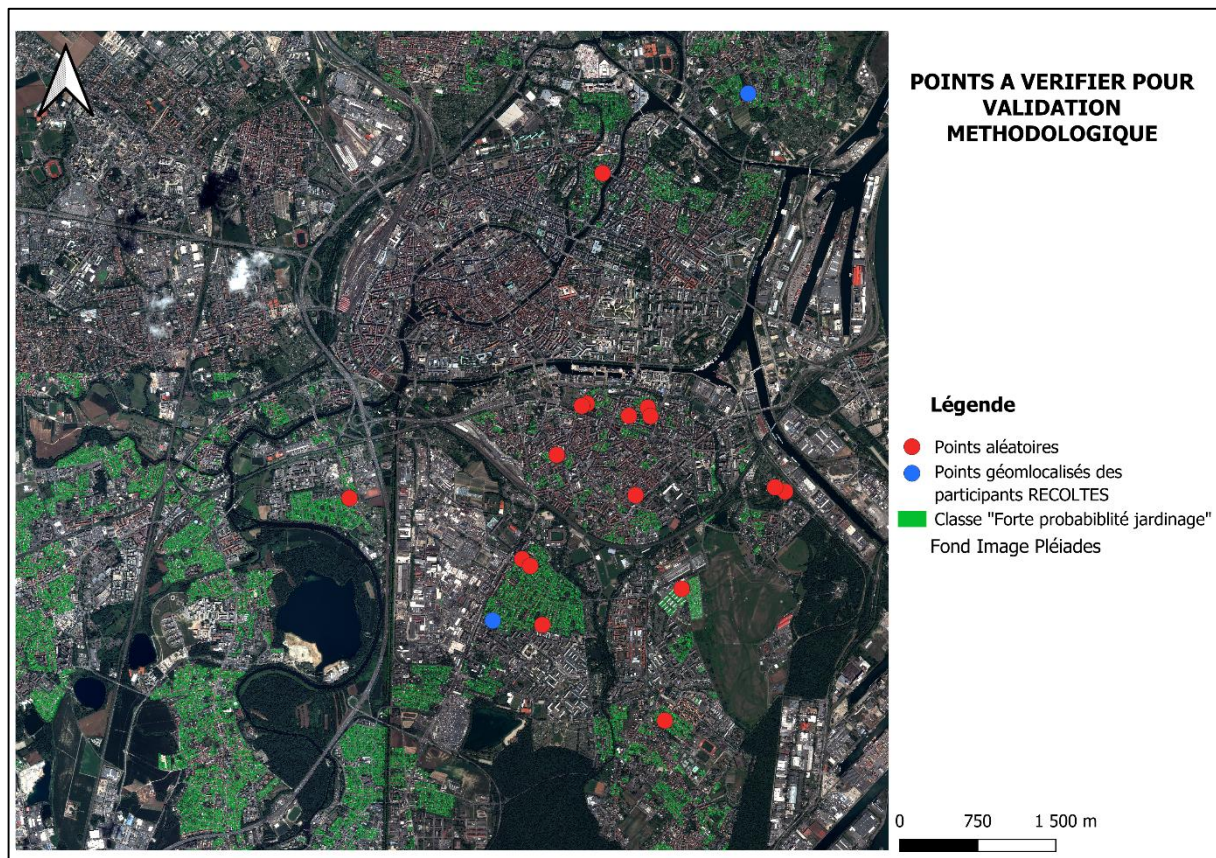 POINTS A VERIFIER POUR
VALIDATION
METHODOLOGIQUE
Légende
Points aléatoires
Points géomlocalisés des
participants RECOLTES
Classe "Forte probabiblité jardinage"
Fond Image Pléiades
0 750 1 500 m